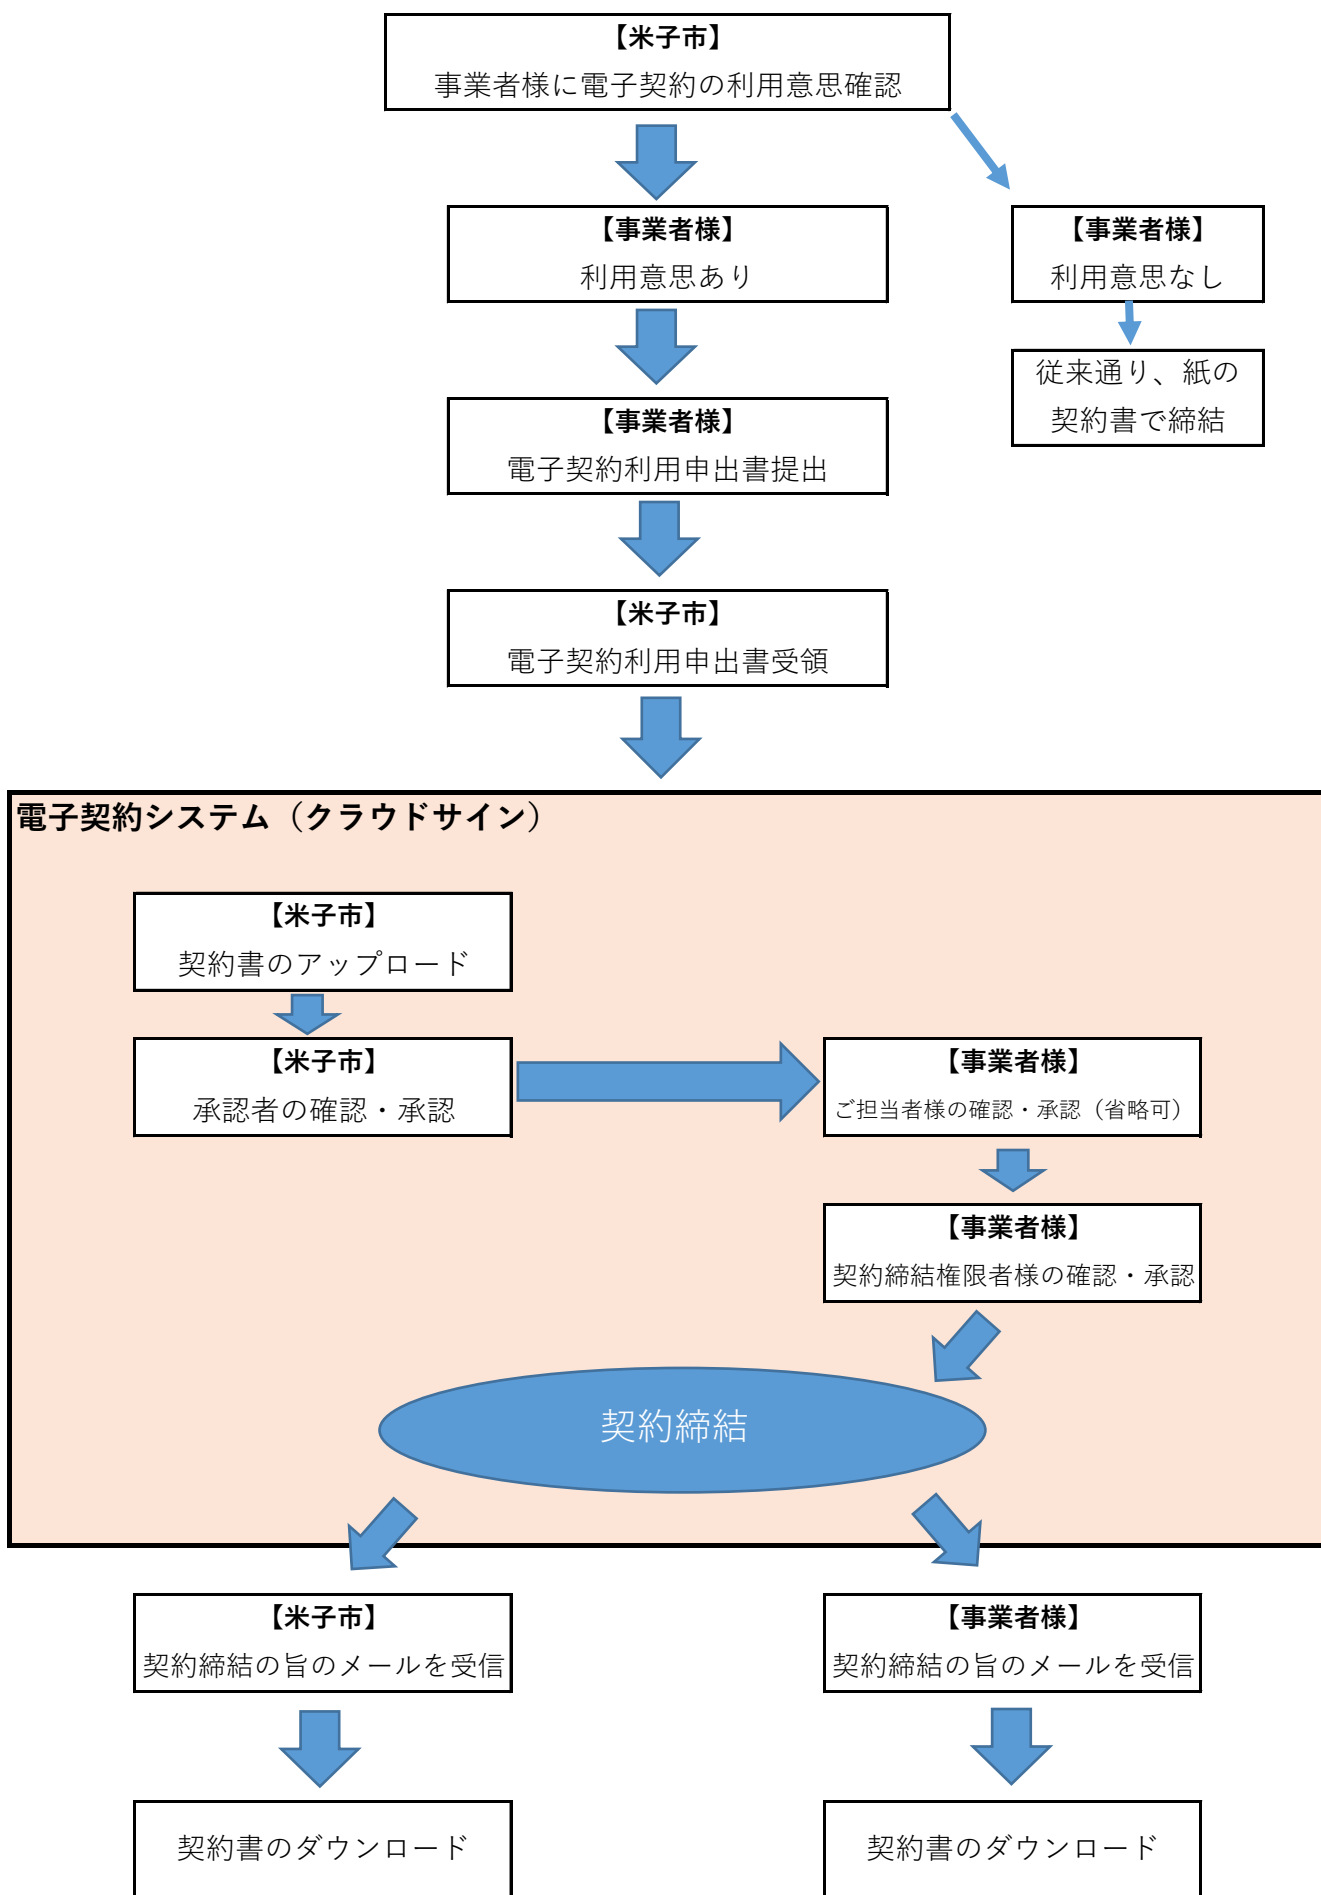 【米子市】
事業者様に電子契約の利用意思確認
【事業者様】
利用意思あり
【事業者様】
利用意思なし
従来通り、紙の
契約書で締結
【事業者様】
電子契約利用申出書提出
【米子市】
電子契約利用申出書受領
電子契約システム（クラウドサイン）
【米子市】
契約書のアップロード
【米子市】
承認者の確認・承認
【事業者様】
ご担当者様の確認・承認（省略可）
【事業者様】
契約締結権限者様の確認・承認
契約締結
【米子市】
契約締結の旨のメールを受信
【事業者様】
契約締結の旨のメールを受信
契約書のダウンロード
契約書のダウンロード